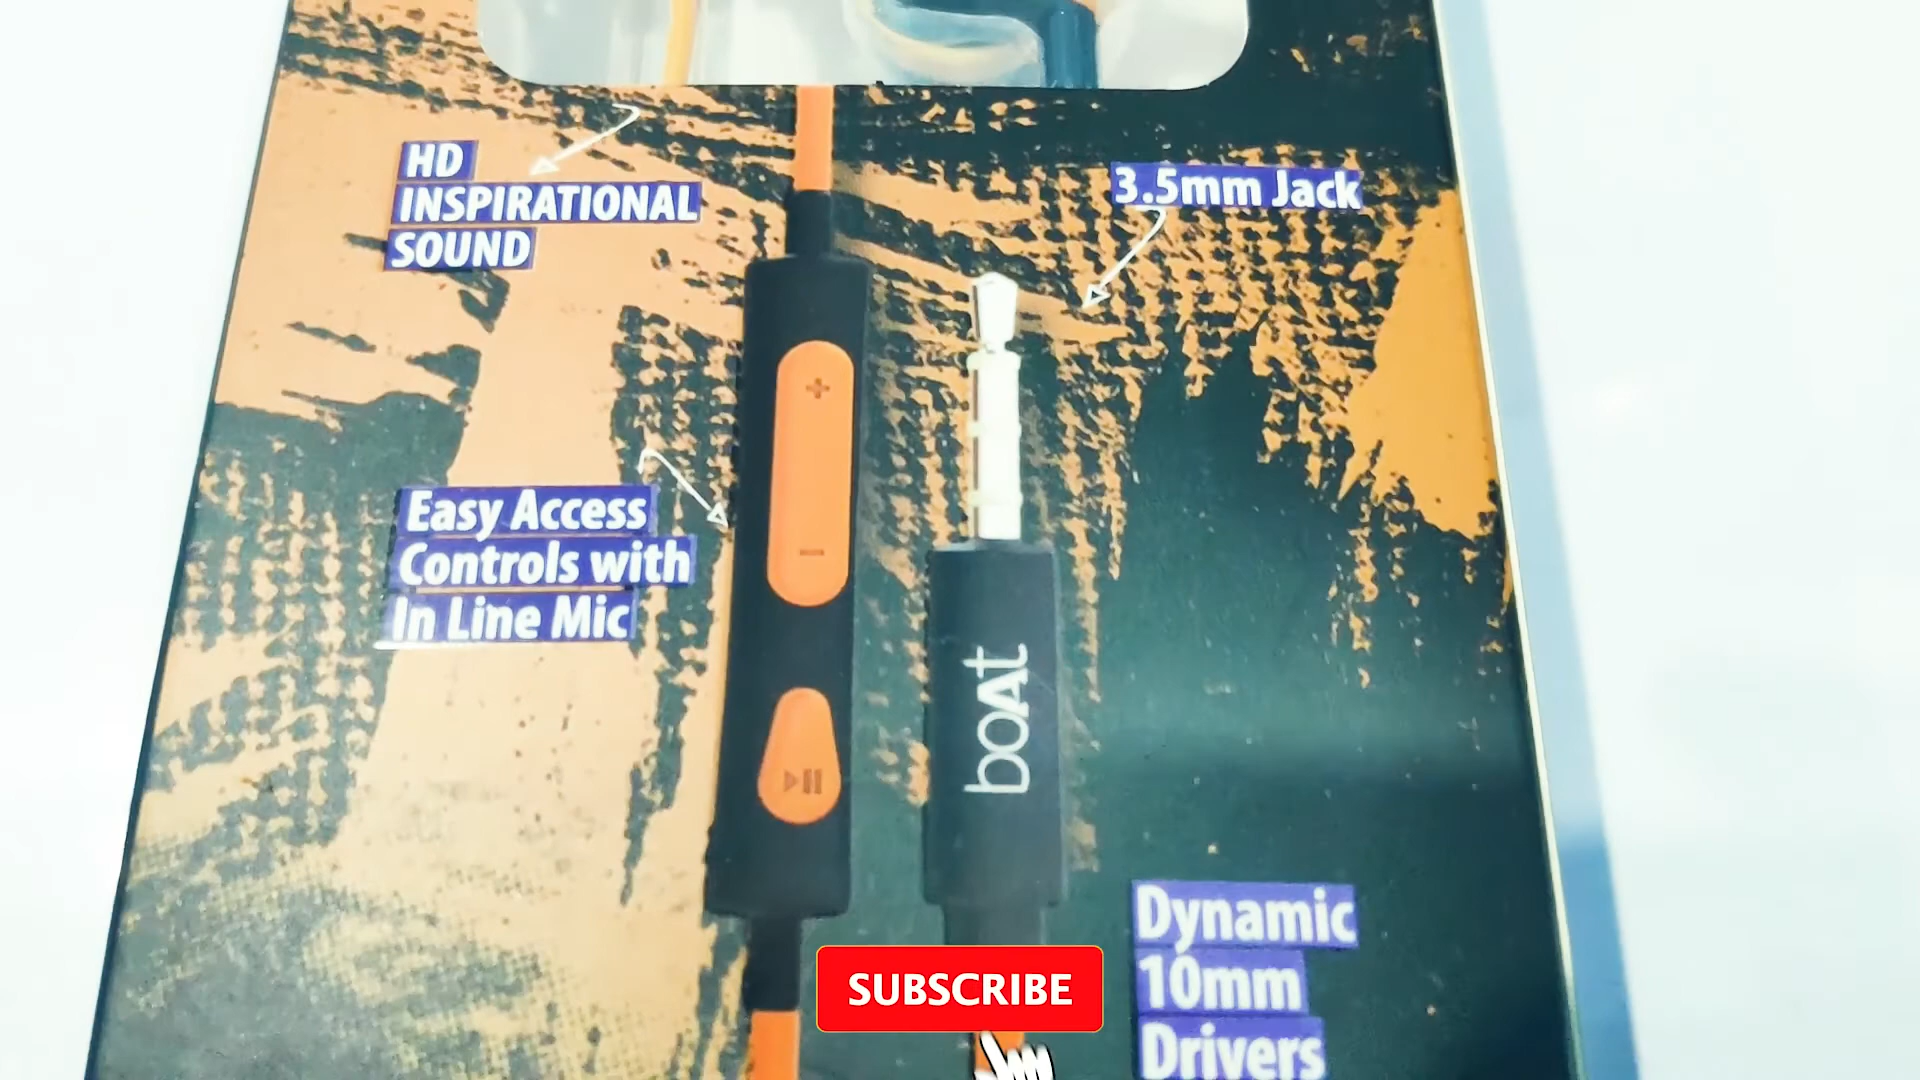 HD
INSPIRATIONAL
SOUND
3.5mm Jack
Easy Access
Controls with
In Line Mic
boAt
Dynamic
10mm
Drivers
SUBSCRIBE